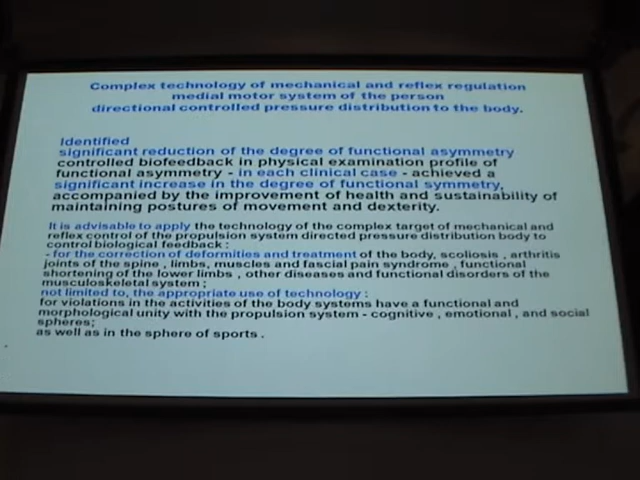 Complex technology of mechanical and reflex regulation
medial motor system of the person
directional controlled pressure distribution to the body.
Identified
significant reduction of the degree of functional asymmetry
controlled biofeedback in physical examination profile of
functional asymmetry - in each clinical case - achieved a
significant increase in the degree of functional symmetry,
accompanied by the improvement of health and sustainability of
maintaining postures of movement and dexterity.
It is advisable to apply the technology of the complex target of mechanical and
reflex control of the propulsion system directed pressure distribution body to
control biological feedback :
- for the correction of deformities and treatment of the body, scoliosis , arthritis
joints of the spine , limbs, muscles and fascial pain syndrome , functional
shortening of the lower limbs , other diseases and functional disorders of the
musculoskeletal system ;
not limited to, the appropriate use of technology :
for violations in the activities of the body systems have a functional and
morphological unity with the propulsion system - cognitive , emotional , and social
spheres;
as well as in the sphere of sports .